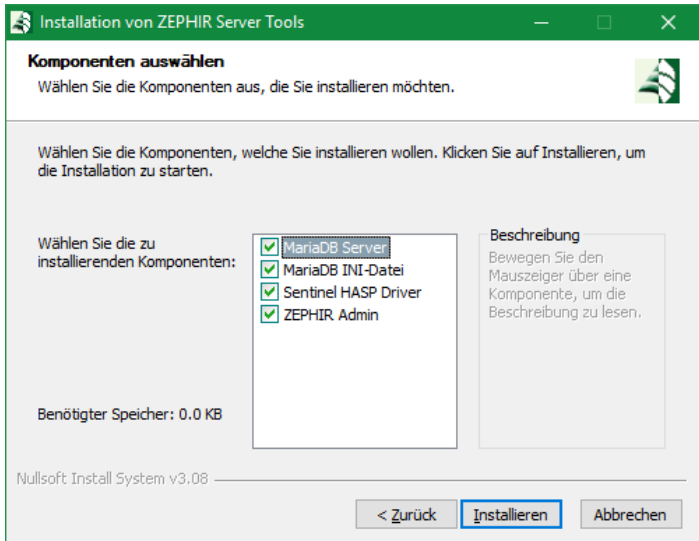 Installation von ZEPHIR Server Tools
Komponenten auswählen
Wählen Sie die Komponenten aus, die Sie installieren möchten.
Wählen Sie die Komponenten, welche Sie installieren wollen. Klicken Sie auf Installieren, um
die Installation zu starten.
Wählen Sie die zu
installierenden Komponenten:
MariaDB Server
MariaDB INI-Datei
Sentinel HASP Driver
ZEPHIR Admin
Beschreibung
Bewegen Sie den
Mauszeiger über eine
Komponente, um die
Beschreibung zu lesen.
Benötigter Speicher: 0.0 KB
Nullsoft Install System v3.08
< Zurück
Installieren
Abbrechen